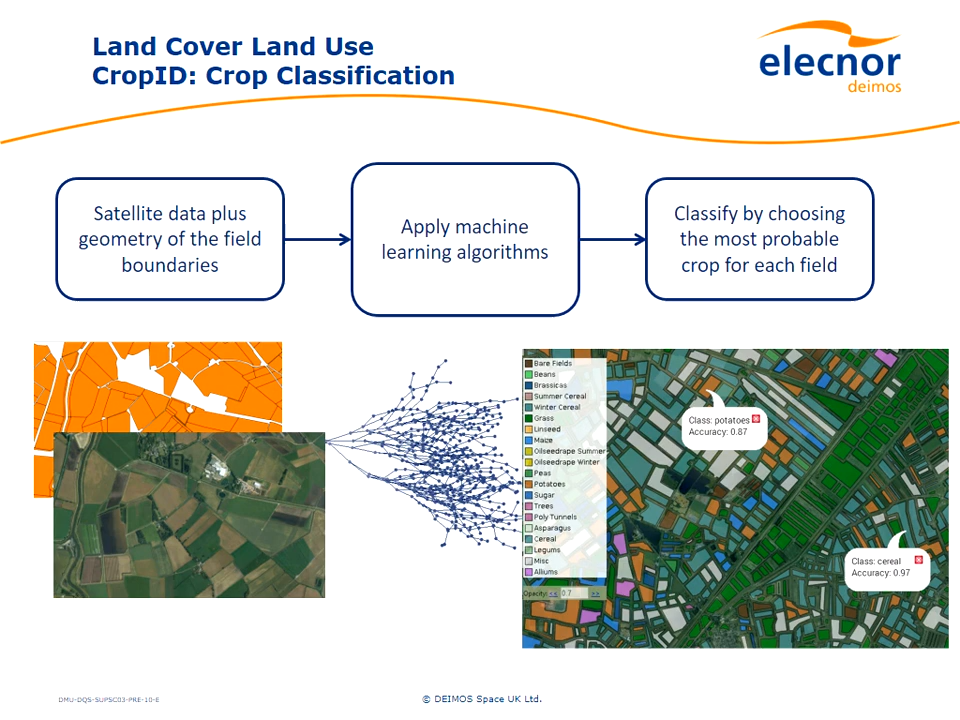 Land Cover Land Use
CropID: Crop Classification
elecnor
deimos
Satellite data plus
geometry of the field
boundaries
Apply machine
learning algorithms
Classify by choosing
the most probable
crop for each field
Bare Fields
Beans
Brassicas
Summer Cereal
Winter Cereal
Grass
Linseed
Maize
Oilseedrape Summer
Oilseedrape Winter
Peas
Potatoes
Sugar
Trees
Poly Tunnels
Asparagus
Cereal
Legums
Misc
Alliums
Opacity: << 0.7 >>
Class: potatoes
Accuracy: 0.87
Class: cereal
Accuracy: 0.97
DMU-DQS-SUPSC03-PRE-10-E
© DEIMOS Space UK Ltd.